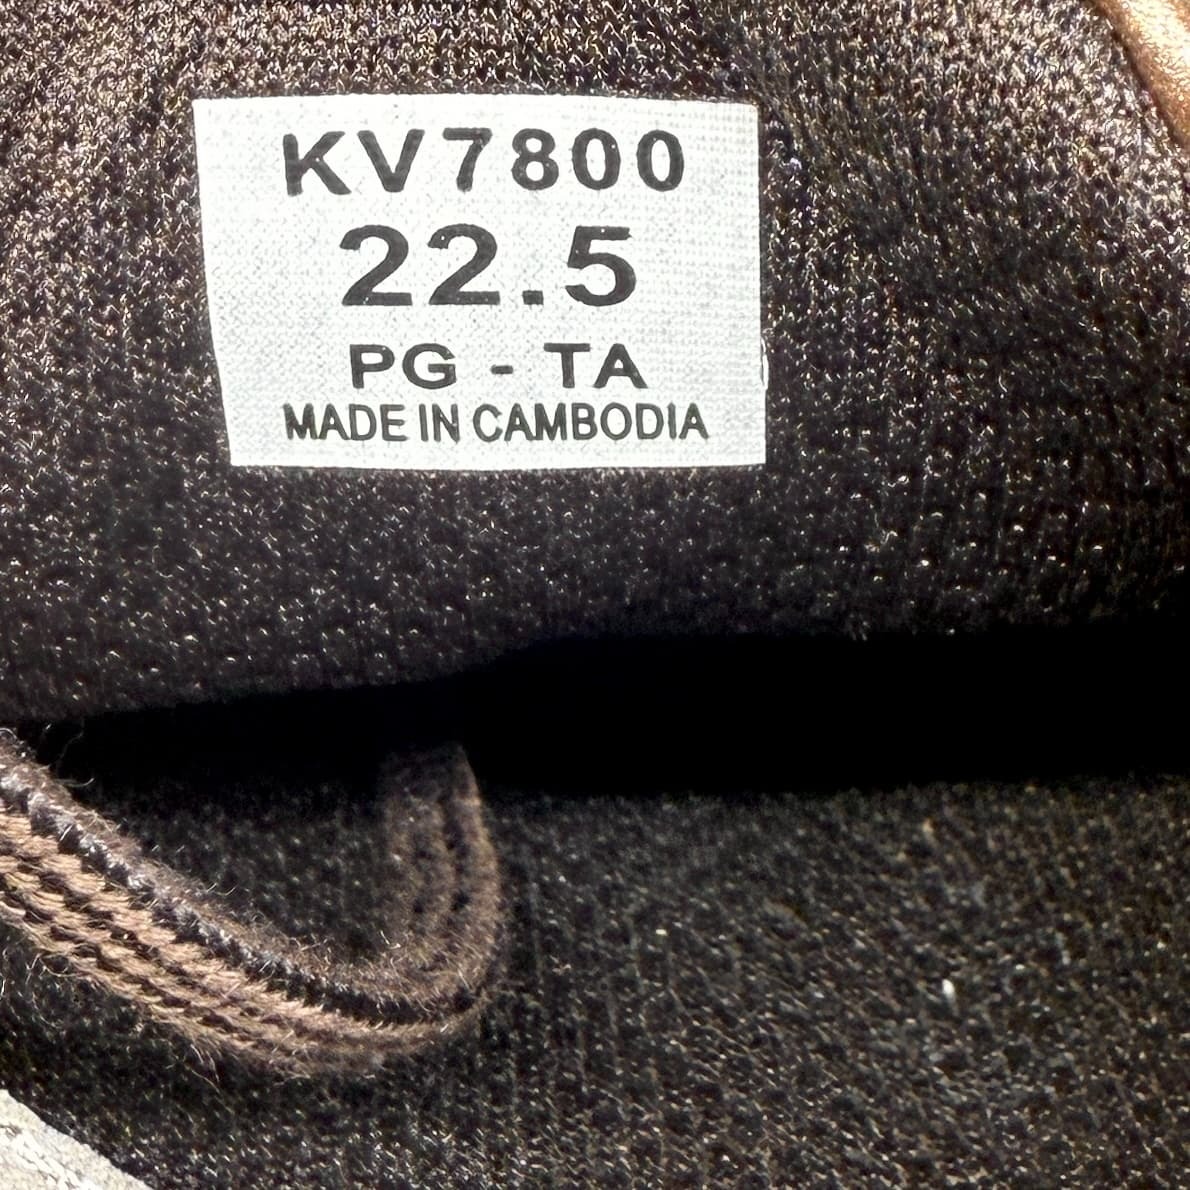 KV7800
22.5
PG - TA
MADE IN CAMBODIA